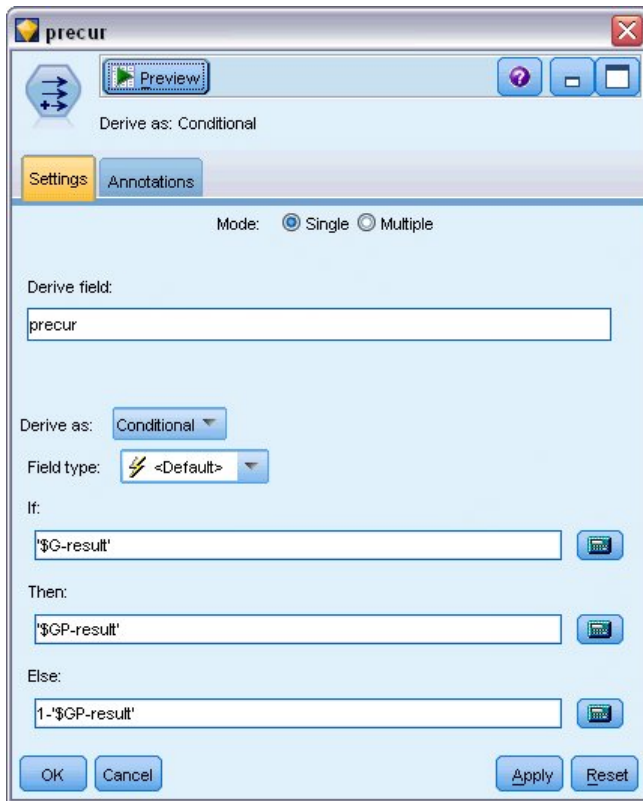 precur
Preview
Derive as: Conditional
Settings Annotations
Mode: Single Multiple
Derive field:
precur
Derive as: Conditional
Field type: <Default>
If:
'$G-result'
Then:
'$GP-result'
Else:
1-'$GP-result'
OK Cancel Apply Reset